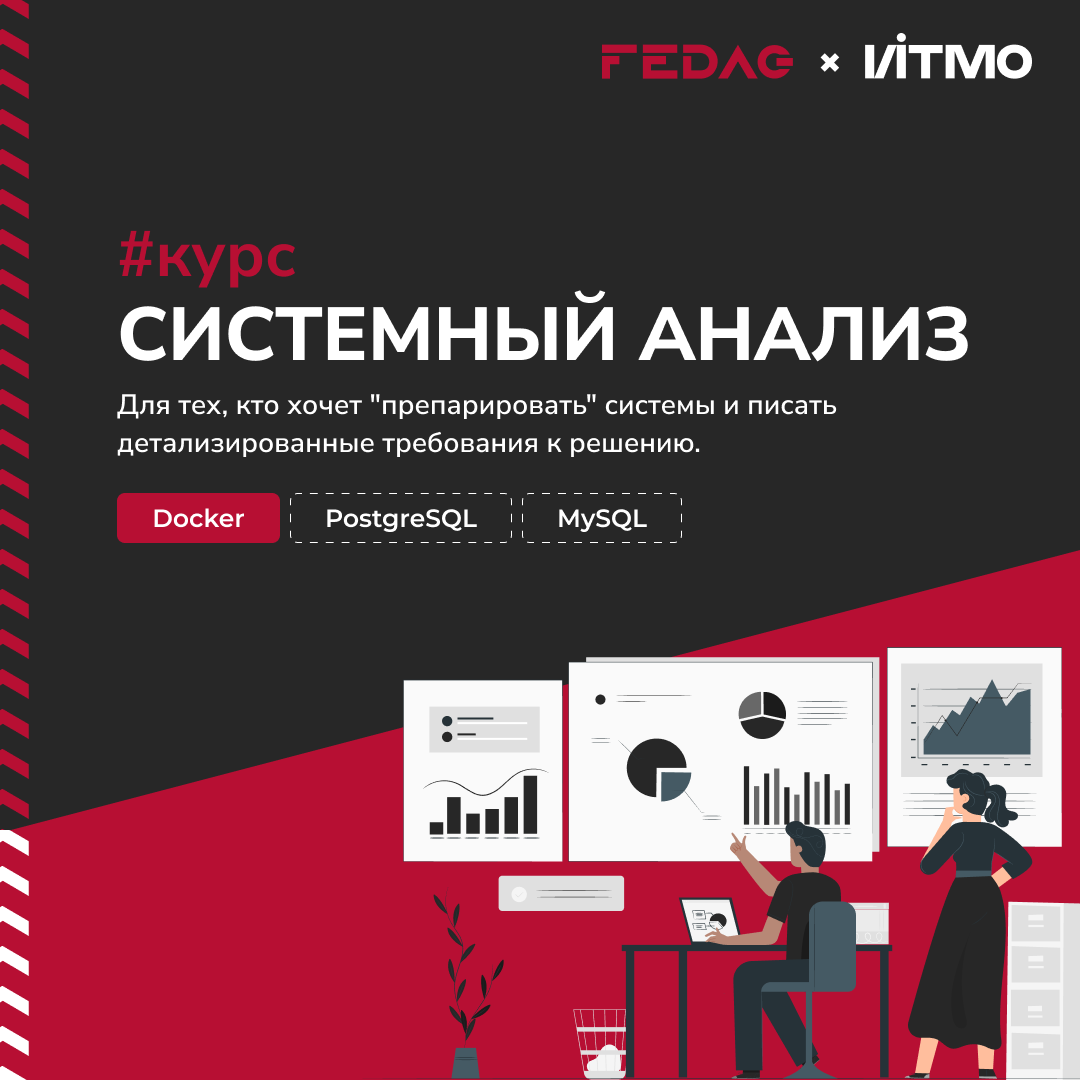 FEDAG × ИТМО
#курс
СИСТЕМНЫЙ АНАЛИЗ
Для тех, кто хочет "препарировать" системы и писать
детализированные требования к решению.
Docker PostgreSQL MySQL